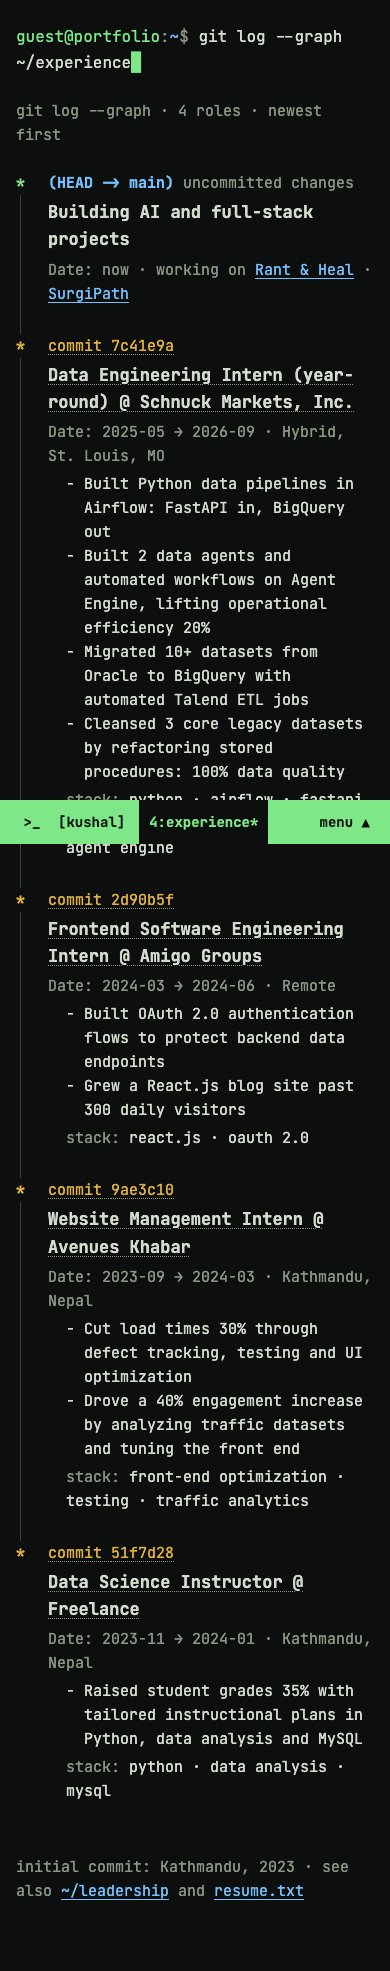 guest@portfolio:~$ git log --graph
~/experience
git log --graph · 4 roles · newest
first
* (HEAD -> main) uncommitted changes
Building AI and full-stack
projects
Date: now · working on Rant & Heal ·
SurgiPath
* commit 7c41e9a
Data Engineering Intern (year-
round) @ Schnuck Markets, Inc.
Date: 2025-05 → 2026-09 · Hybrid,
St. Louis, MO
- Built Python data pipelines in
Airflow: FastAPI in, BigQuery
out
- Built 2 data agents and
automated workflows on Agent
Engine, lifting operational
efficiency 20%
- Migrated 10+ datasets from
Oracle to BigQuery with
automated Talend ETL jobs
- Cleansed 3 core legacy datasets
by refactoring stored
procedures: 100% data quality
stack: python · airflow · fastapi
>_ [kushal] 4:experience* menu ▲
agent engine
* commit 2d90b5f
Frontend Software Engineering
Intern @ Amigo Groups
Date: 2024-03 → 2024-06 · Remote
- Built OAuth 2.0 authentication
flows to protect backend data
endpoints
- Grew a React.js blog site past
300 daily visitors
stack: react.js · oauth 2.0
* commit 9ae3c10
Website Management Intern @
Avenues Khabar
Date: 2023-09 → 2024-03 · Kathmandu,
Nepal
- Cut load times 30% through
defect tracking, testing and UI
optimization
- Drove a 40% engagement increase
by analyzing traffic datasets
and tuning the front end
stack: front-end optimization ·
testing · traffic analytics
* commit 51f7d28
Data Science Instructor @
Freelance
Date: 2023-11 → 2024-01 · Kathmandu,
Nepal
- Raised student grades 35% with
tailored instructional plans in
Python, data analysis and MySQL
stack: python · data analysis ·
mysql
initial commit: Kathmandu, 2023 · see
also ~/leadership and resume.txt